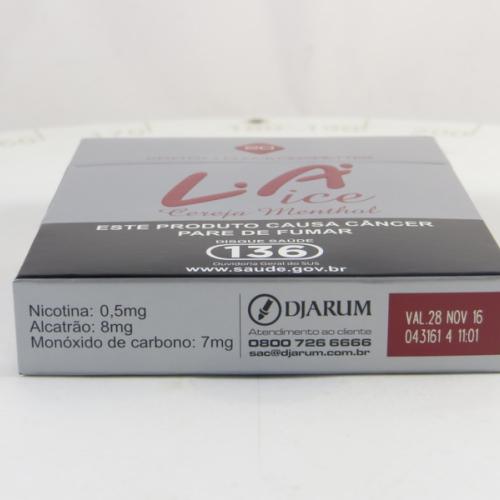 L.A ice
Cereja Menthol
ESTE PRODUTO CAUSA CÂNCER
PARE DE FUMAR
DISQUE SAÚDE
136
Ouvidoria Geral do SUS
www.saude.gov.br
Nicotina: 0,5mg
Alcatrão: 8mg
Monóxido de carbono: 7mg
DJARUM
Atendimento ao cliente
0800 726 6666
sac@djarum.com.br
VAL.28 NOV 16
043161 4 11:01